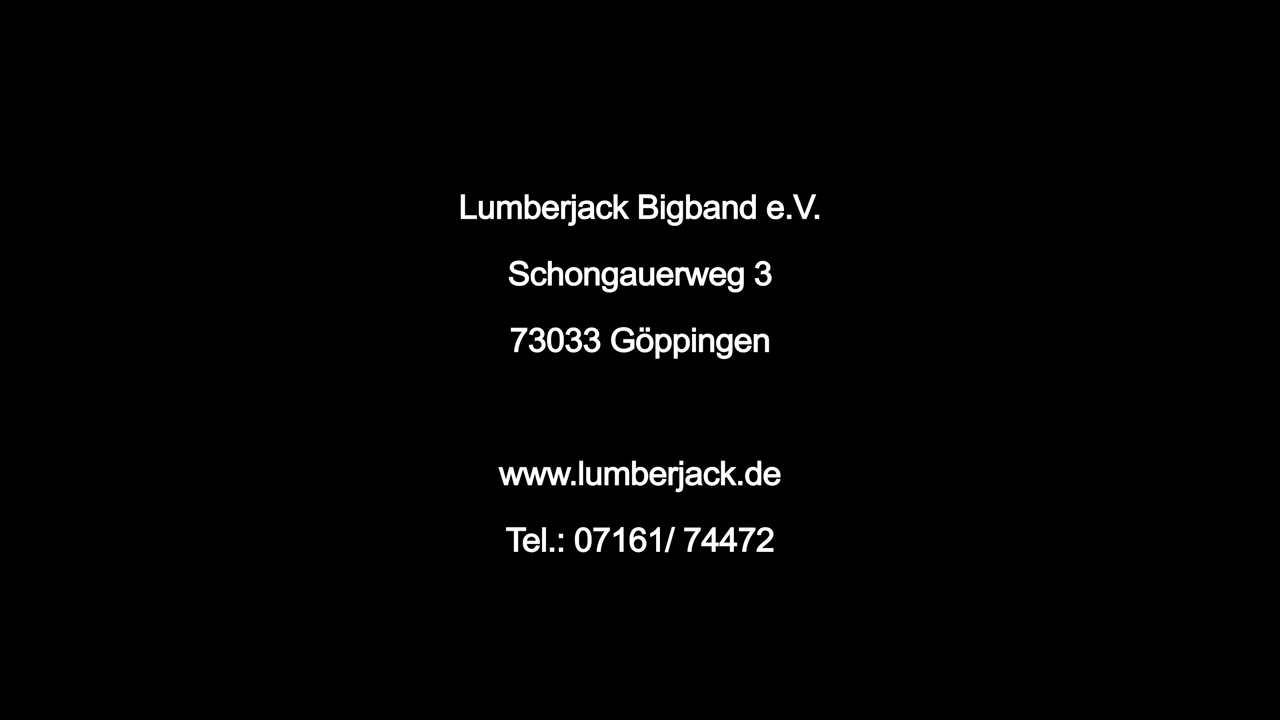 Lumberjack Bigband e.V.
Schongauerweg 3
73033 Göppingen
www.lumberjack.de
Tel.: 07161/ 74472